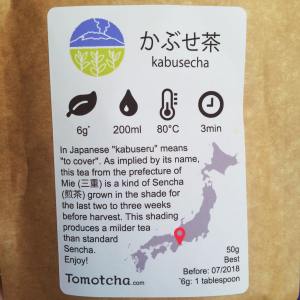 かぶせ茶
kabusecha
6g* 200ml 80°C 3min
In Japanese "kabuseru" means
"to cover". As implied by its name,
this tea from the prefecture of
Mie (三重) is a kind of Sencha
(煎茶) grown in the shade for
the last two to three weeks
before harvest. This shading
produces a milder tea
than standard
Sencha.
Enjoy!
Tomotcha.com
50g
Best
Before: 07/2018
*6g: 1 tablespoon